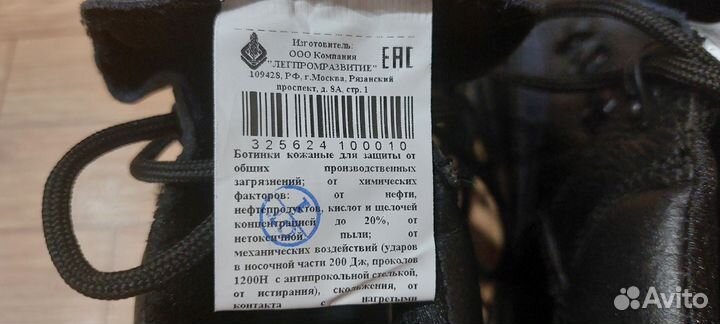 Изготовитель:
ООО Компания
"ЛЕГПРОМРАЗВИТИЕ"
109428, РФ, г.Москва, Рязанский
проспект, д. 8А, стр. 1
ЕАС
325624 100010
Ботинки кожаные для защиты от
общих производственных
загрязнений; от химических
факторов: от нефти,
нефтепродуктов, кислот и щелочей
концентрацией до 20%, от
нетоксичной пыли; от
механических воздействий (ударов
в носочной части 200 Дж, проколов
1200Н с антипрокольной стелькой,
от истирания), скольжения, от
контакта с нагретыми
Avito